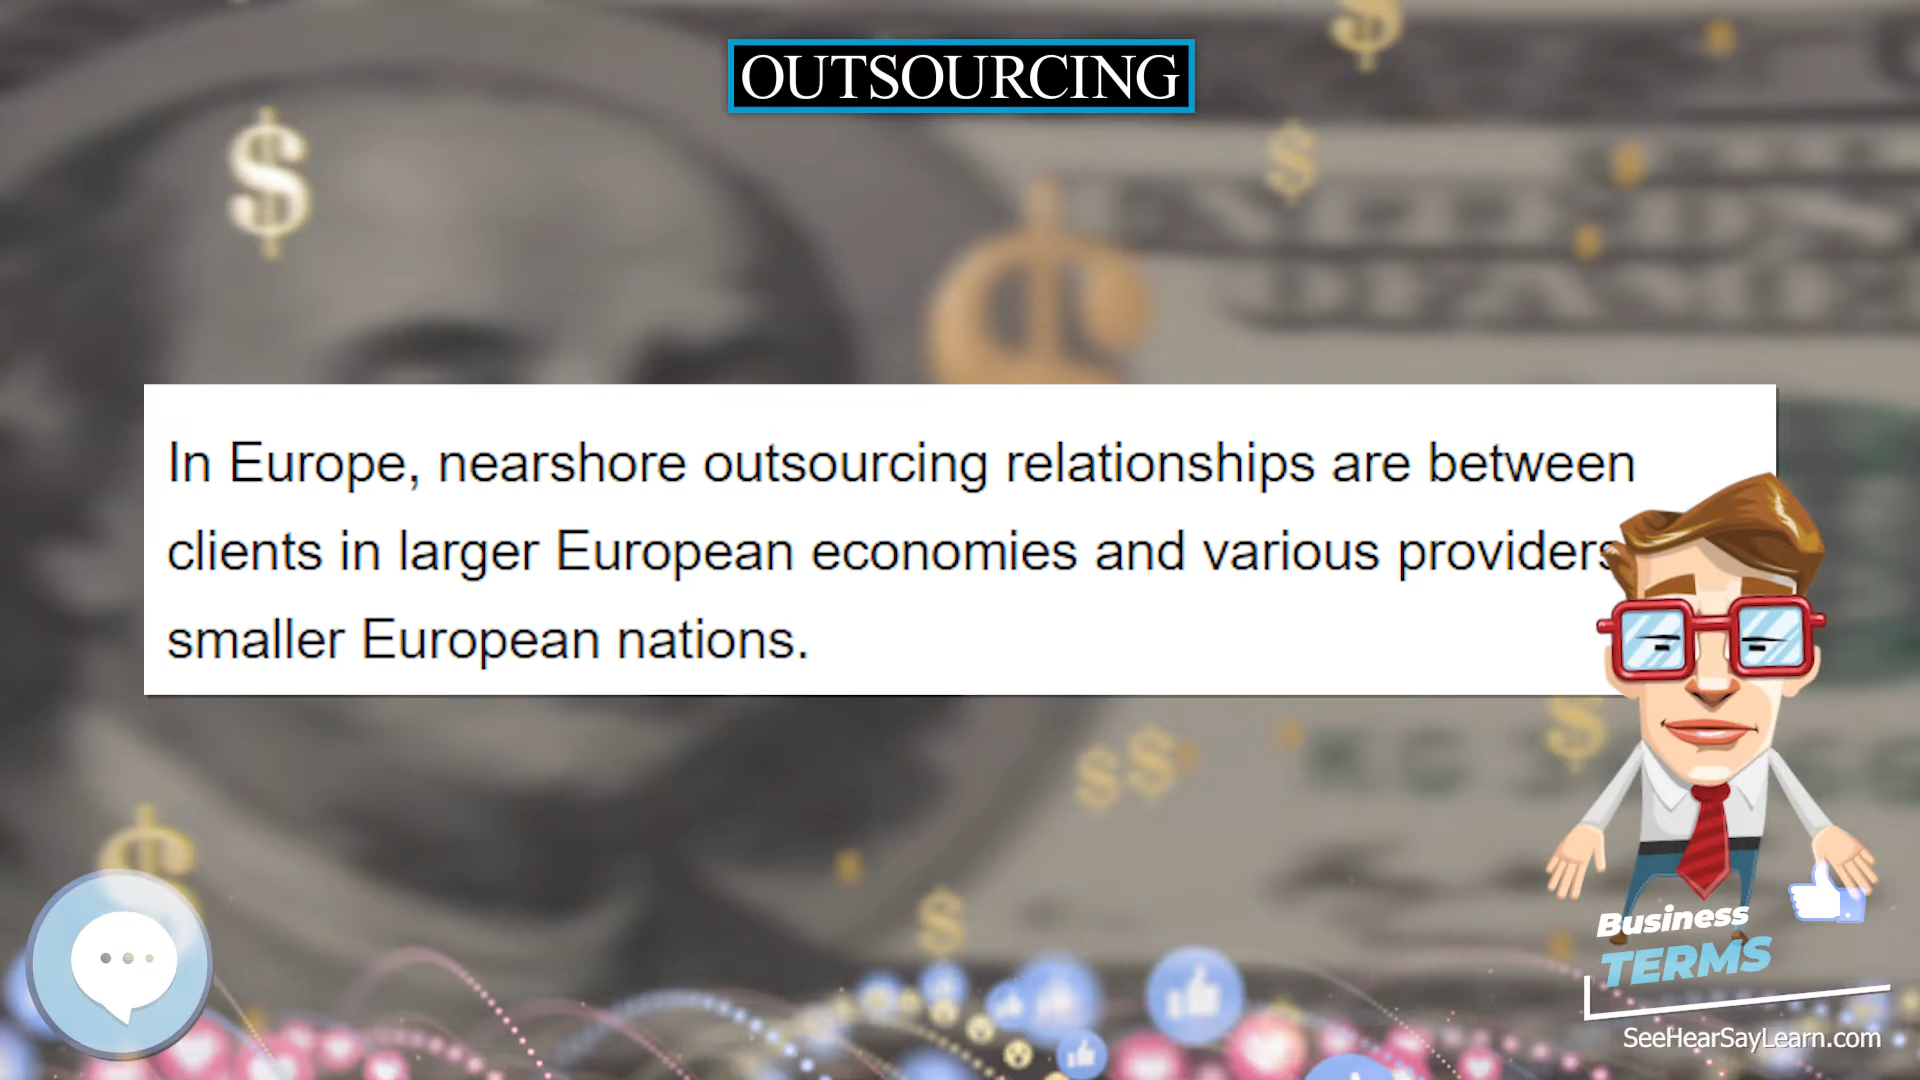 OUTSOURCING
In Europe, nearshore outsourcing relationships are between
clients in larger European economies and various providers
smaller European nations.
Business
TERMS
SeeHearSayLearn.com